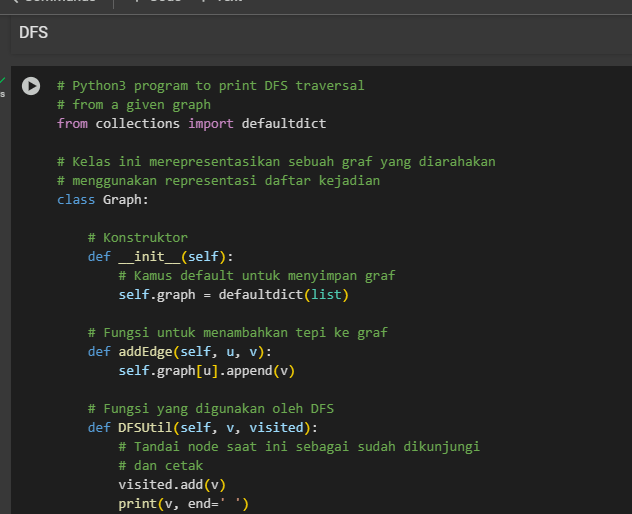 DFS
# Python3 program to print DFS traversal
# from a given graph
from collections import defaultdict
# Kelas ini merepresentasikan sebuah graf yang diarahakan
# menggunakan representasi daftar kejadian
class Graph:
# Konstruktor
def __init__(self):
# Kamus default untuk menyimpan graf
self.graph = defaultdict(list)
# Fungsi untuk menambahkan tepi ke graf
def addEdge(self, u, v):
self.graph[u].append(v)
# Fungsi yang digunakan oleh DFS
def DFSUtil(self, v, visited):
# Tandai node saat ini sebagai sudah dikunjungi
# dan cetak
visited.add(v)
print(v, end=' ')